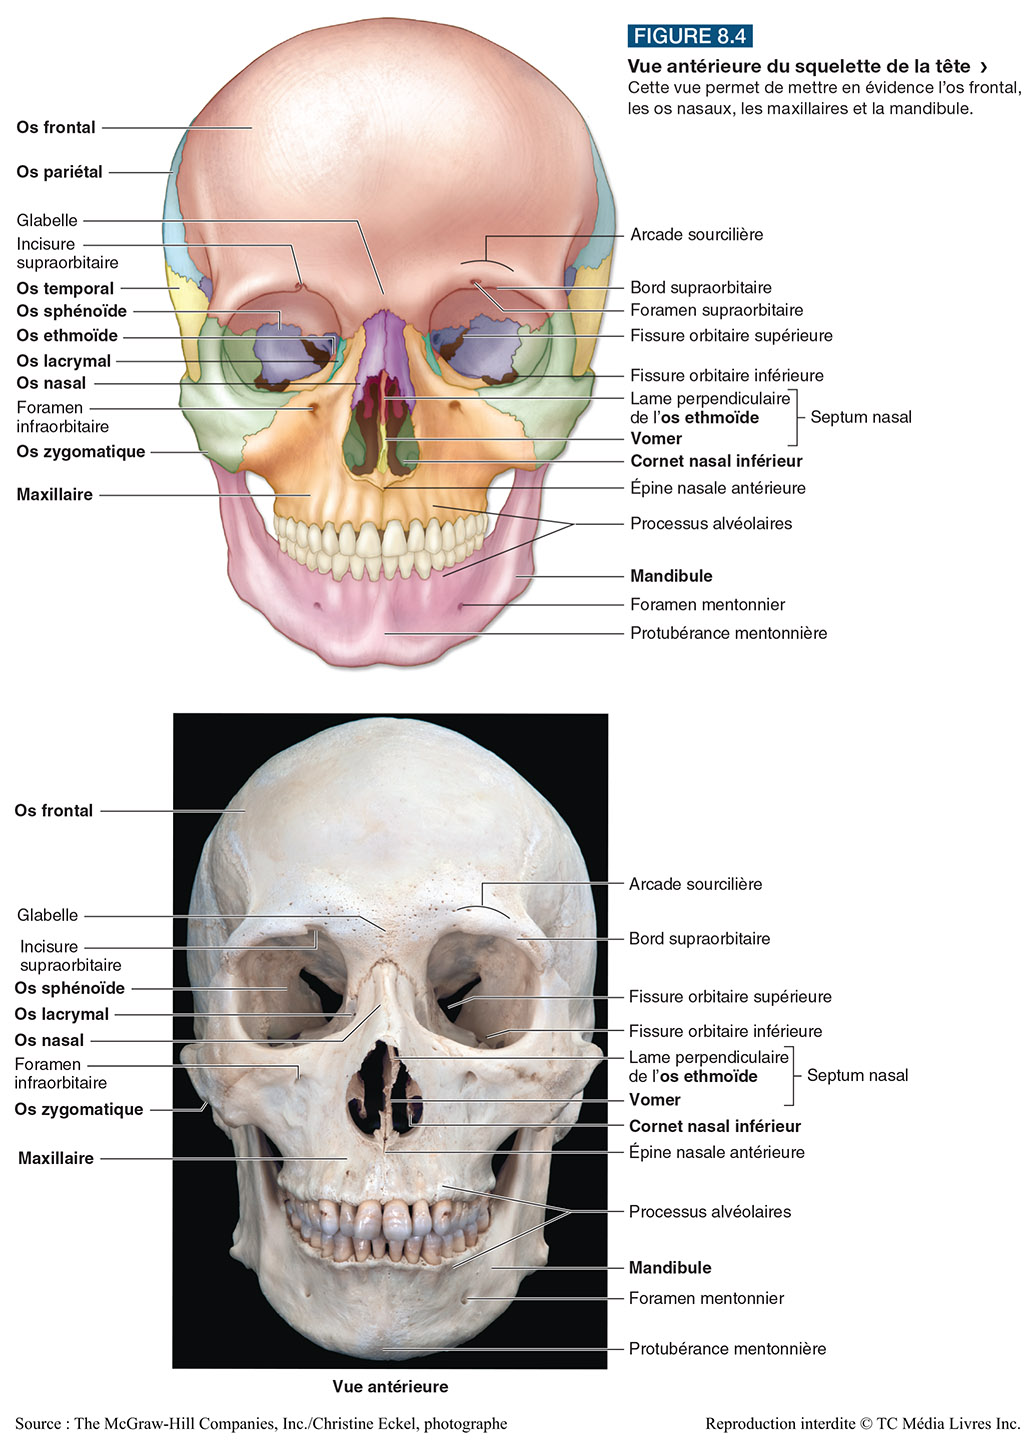 FIGURE 8.4
Vue antérieure du squelette de la tête ›
Cette vue permet de mettre en évidence l'os frontal,
les os nasaux, les maxillaires et la mandibule.
Os frontal
Os pariétal
Glabelle
Incisure
supraorbitaire
Os temporal
Os sphénoïde
Os ethmoïde
Os lacrymal
Os nasal
Foramen
infraorbitaire
Os zygomatique
Maxillaire
Arcade sourcilière
Bord supraorbitaire
Foramen supraorbitaire
Fissure orbitaire supérieure
Fissure orbitaire inférieure
Lame perpendiculaire
de l'os ethmoïde
Septum nasal
Vomer
Cornet nasal inférieur
Épine nasale antérieure
Processus alvéolaires
Mandibule
Foramen mentonnier
Protubérance mentonnière
Os frontal
Glabelle
Incisure
supraorbitaire
Os sphénoïde
Os lacrymal
Os nasal
Foramen
infraorbitaire
Os zygomatique
Maxillaire
Arcade sourcilière
Bord supraorbitaire
Fissure orbitaire supérieure
Fissure orbitaire inférieure
Lame perpendiculaire
de l'os ethmoïde
Septum nasal
Vomer
Cornet nasal inférieur
Épine nasale antérieure
Processus alvéolaires
Mandibule
Foramen mentonnier
Protubérance mentonnière
Vue antérieure
Source : The McGraw-Hill Companies, Inc./Christine Eckel, photographe
Reproduction interdite © TC Média Livres Inc.